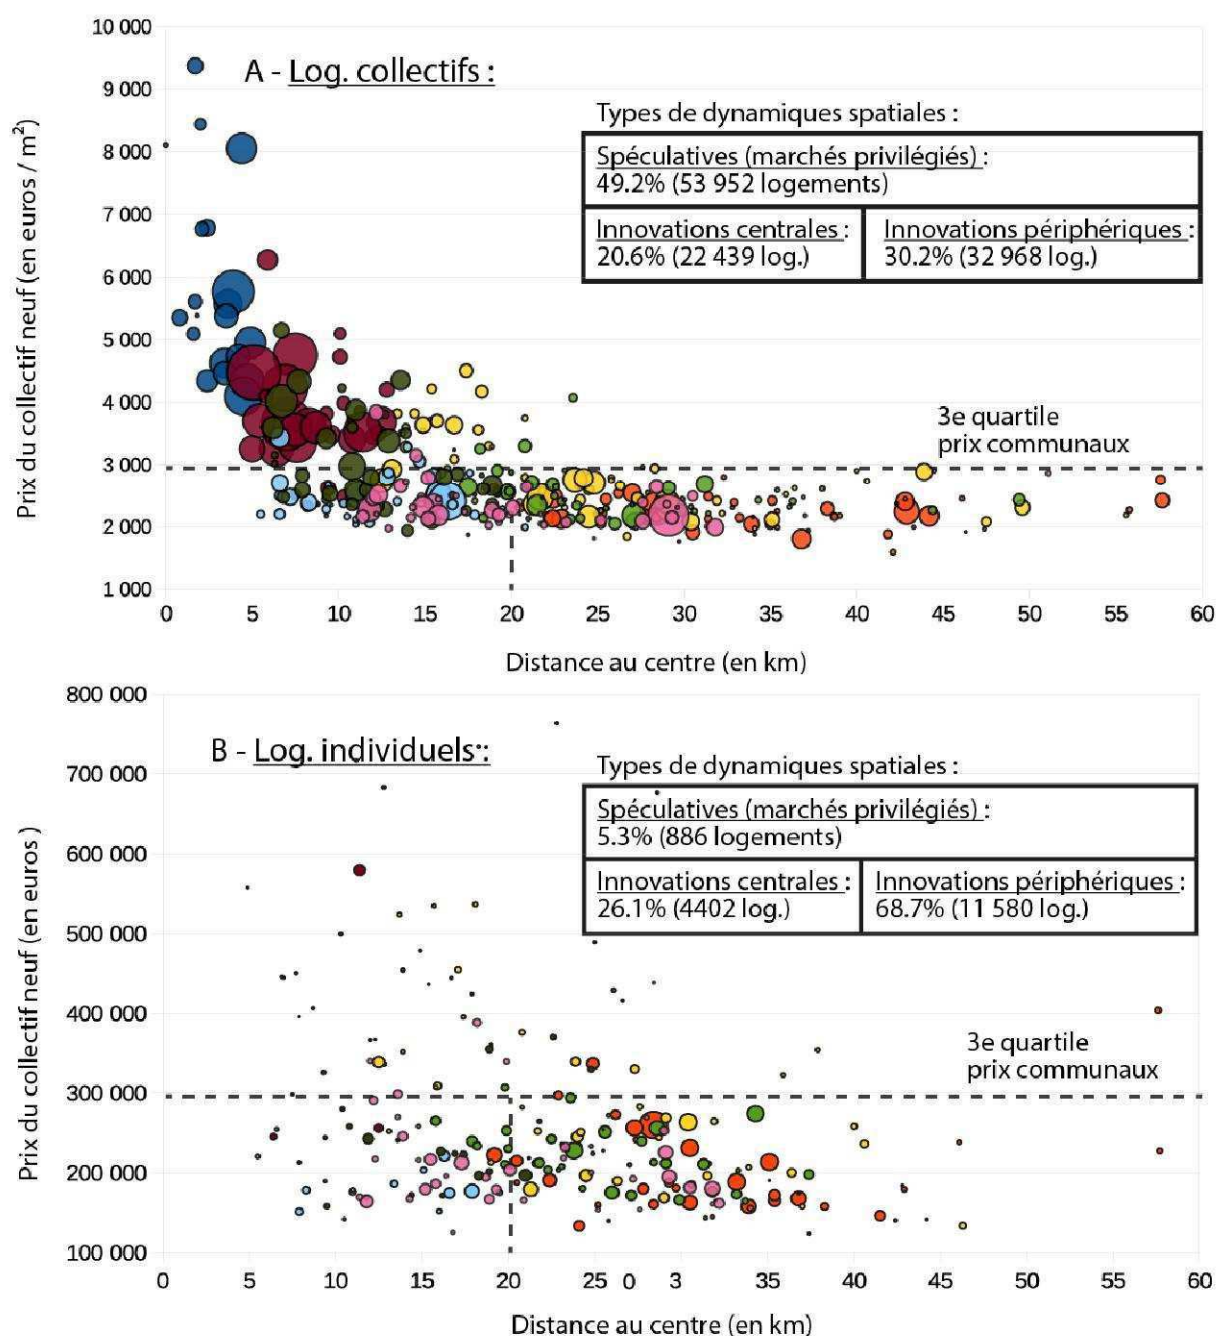 10 000
9 000
8 000
7 000
6 000
5 000
4 000
3 000
2 000
1 000
Prix du collectif neuf (en euros / m²)
A - Log. collectifs :
Types de dynamiques spatiales :
Spéculatives (marchés privilégiés) :
49.2% (53 952 logements)
Innovations centrales :
20.6% (22 439 log.)
Innovations périphériques :
30.2% (32 968 log.)
3e quartile
prix communaux
0 5 10 15 20 25 30 35 40 45 50 55 60
Distance au centre (en km)
800 000
700 000
600 000
500 000
400 000
300 000
200 000
100 000
Prix du collectif neuf (en euros )
B - Log. individuels :
Types de dynamiques spatiales :
Spéculatives (marchés privilégiés) :
5.3% (886 logements)
Innovations centrales :
26.1% (4402 log.)
Innovations périphériques :
68.7% (11 580 log.)
3e quartile
prix communaux
0 5 10 15 20 25 0 3 35 40 45 50 55 60
Distance au centre (en km)